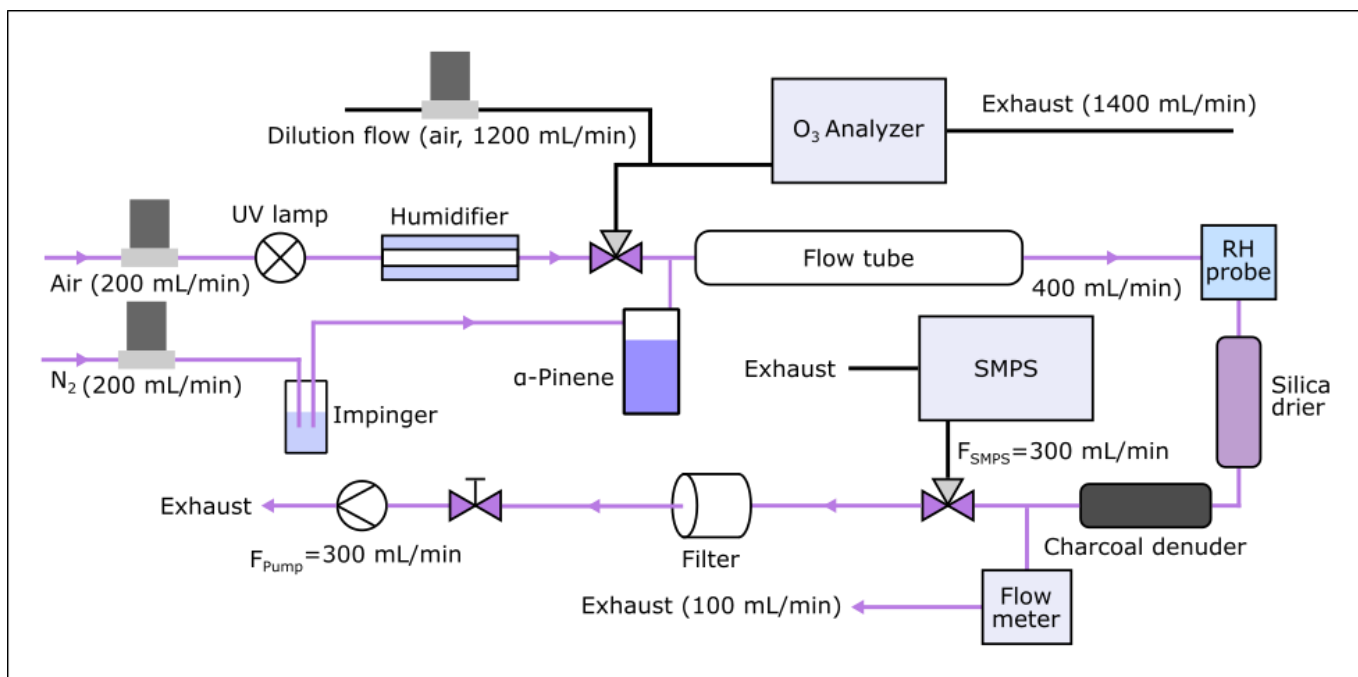 Exhaust (1400 mL/min)
O₃ Analyzer
Dilution flow (air, 1200 mL/min)
UV lamp
Humidifier
Air (200 mL/min)
Flow tube
400 mL/min)
RH
probe
N₂ (200 mL/min)
Impinger
α-Pinene
Exhaust
SMPS
Silica
drier
F_SMPS=300 mL/min
Exhaust
F_Pump=300 mL/min
Filter
Charcoal denuder
Exhaust (100 mL/min)
Flow
meter